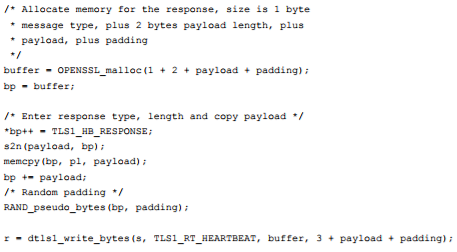 /* Allocate memory for the response, size is 1 byte
 * message type, plus 2 bytes payload length, plus
 * payload, plus padding
 */
buffer = OPENSSL_malloc(1 + 2 + payload + padding);
bp = buffer;

/* Enter response type, length and copy payload */
*bp++ = TLS1_HB_RESPONSE;
s2n(payload, bp);
memcpy(bp, pl, payload);
bp += payload;
/* Random padding */
RAND_pseudo_bytes(bp, padding);

r = dtls1_write_bytes(s, TLS1_RT_HEARTBEAT, buffer, 3 + payload + padding);